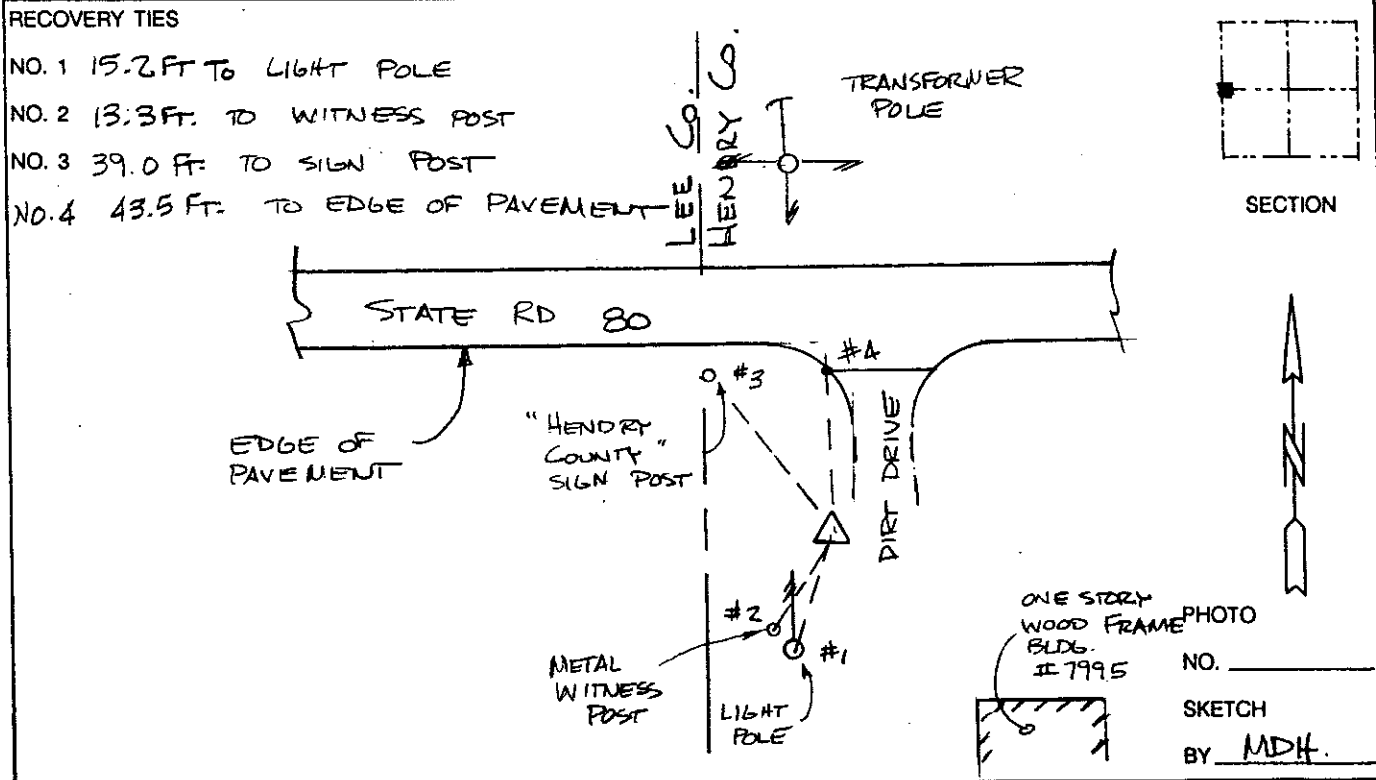 RECOVERY TIES
NO. 1 15.2 FT TO LIGHT POLE
NO. 2 13.3 FT. TO WITNESS POST
NO. 3 39.0 FT. TO SIGN POST
NO. 4 43.5 FT. TO EDGE OF PAVEMENT
LEE CO.
HENDRY CO.
TRANSFORMER
POLE
SECTION
STATE RD 80
#4
#3
EDGE OF
PAVEMENT
"HENDRY
COUNTY"
SIGN POST
DIRT DRIVE
N
#2
#1
METAL
WITNESS
POST
LIGHT
POLE
ONE STORY
WOOD FRAME
BLDG.
#7995
PHOTO
NO.
SKETCH
BY MDH.